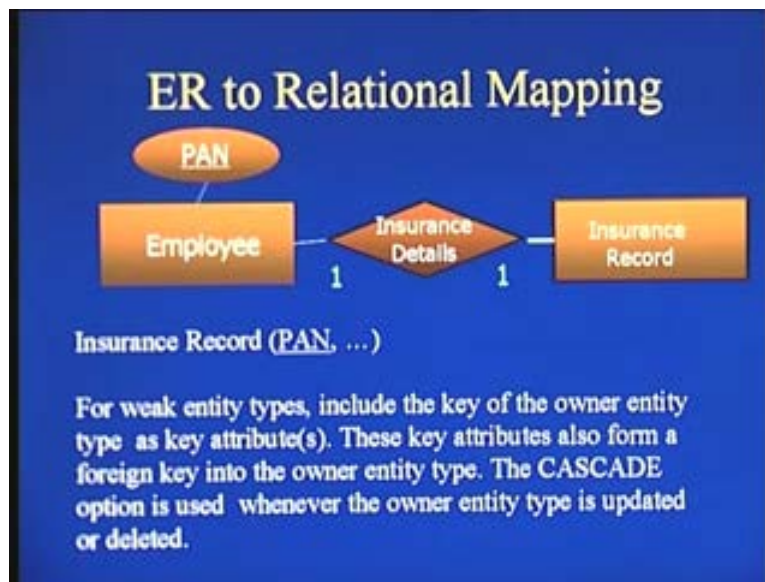 ER to Relational Mapping
PAN
Employee
Insurance
Details
Insurance
Record
1
1
Insurance Record (PAN, ...)
For weak entity types, include the key of the owner entity
type as key attribute(s). These key attributes also form a
foreign key into the owner entity type. The CASCADE
option is used whenever the owner entity type is updated
or deleted.